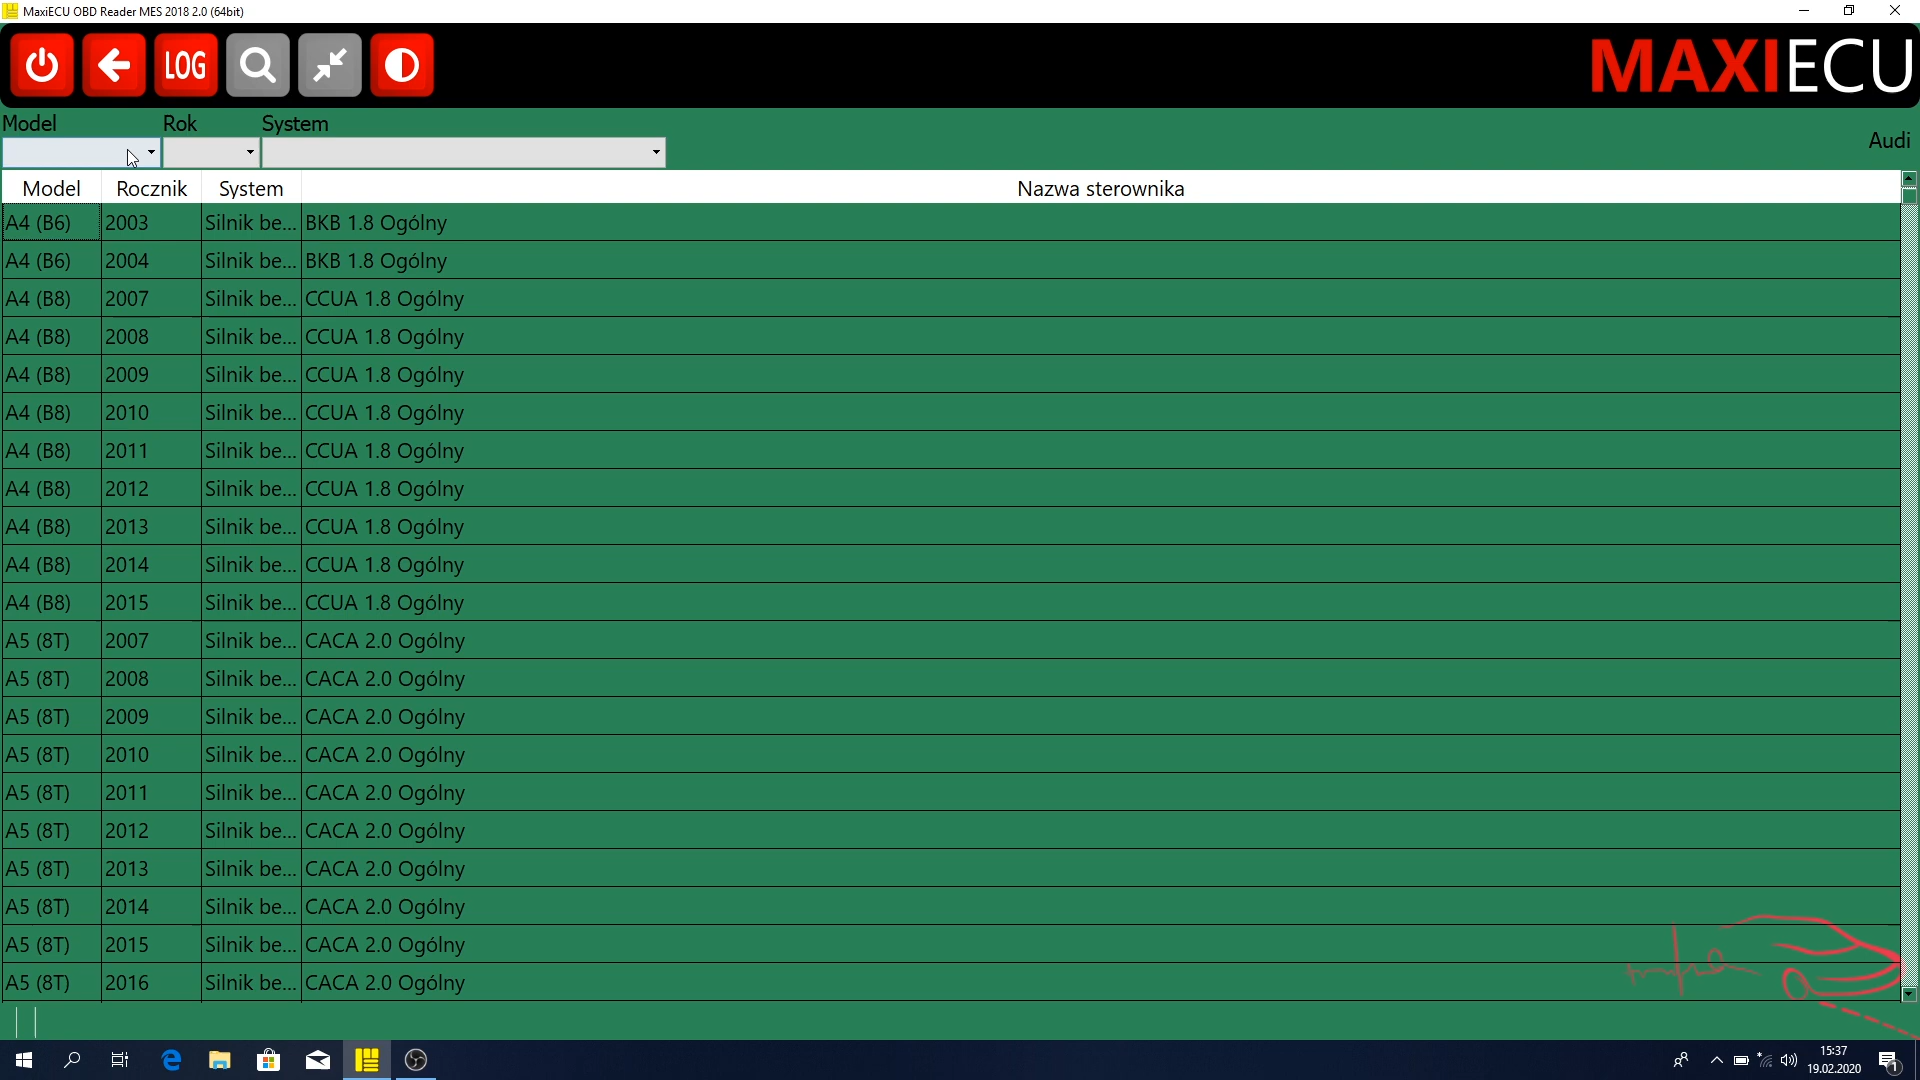 MaxiECU OBD Reader MES 2018 2.0 (64bit)
LOG
MAXIECU
Model Rok System
Audi
Model Rocznik System Nazwa sterownika
A4 (B6) 2003 Silnik be... BKB 1.8 Ogólny
A4 (B6) 2004 Silnik be... BKB 1.8 Ogólny
A4 (B8) 2007 Silnik be... CCUA 1.8 Ogólny
A4 (B8) 2008 Silnik be... CCUA 1.8 Ogólny
A4 (B8) 2009 Silnik be... CCUA 1.8 Ogólny
A4 (B8) 2010 Silnik be... CCUA 1.8 Ogólny
A4 (B8) 2011 Silnik be... CCUA 1.8 Ogólny
A4 (B8) 2012 Silnik be... CCUA 1.8 Ogólny
A4 (B8) 2013 Silnik be... CCUA 1.8 Ogólny
A4 (B8) 2014 Silnik be... CCUA 1.8 Ogólny
A4 (B8) 2015 Silnik be... CCUA 1.8 Ogólny
A5 (8T) 2007 Silnik be... CACA 2.0 Ogólny
A5 (8T) 2008 Silnik be... CACA 2.0 Ogólny
A5 (8T) 2009 Silnik be... CACA 2.0 Ogólny
A5 (8T) 2010 Silnik be... CACA 2.0 Ogólny
A5 (8T) 2011 Silnik be... CACA 2.0 Ogólny
A5 (8T) 2012 Silnik be... CACA 2.0 Ogólny
A5 (8T) 2013 Silnik be... CACA 2.0 Ogólny
A5 (8T) 2014 Silnik be... CACA 2.0 Ogólny
A5 (8T) 2015 Silnik be... CACA 2.0 Ogólny
A5 (8T) 2016 Silnik be... CACA 2.0 Ogólny
15:37
19.02.2020
1